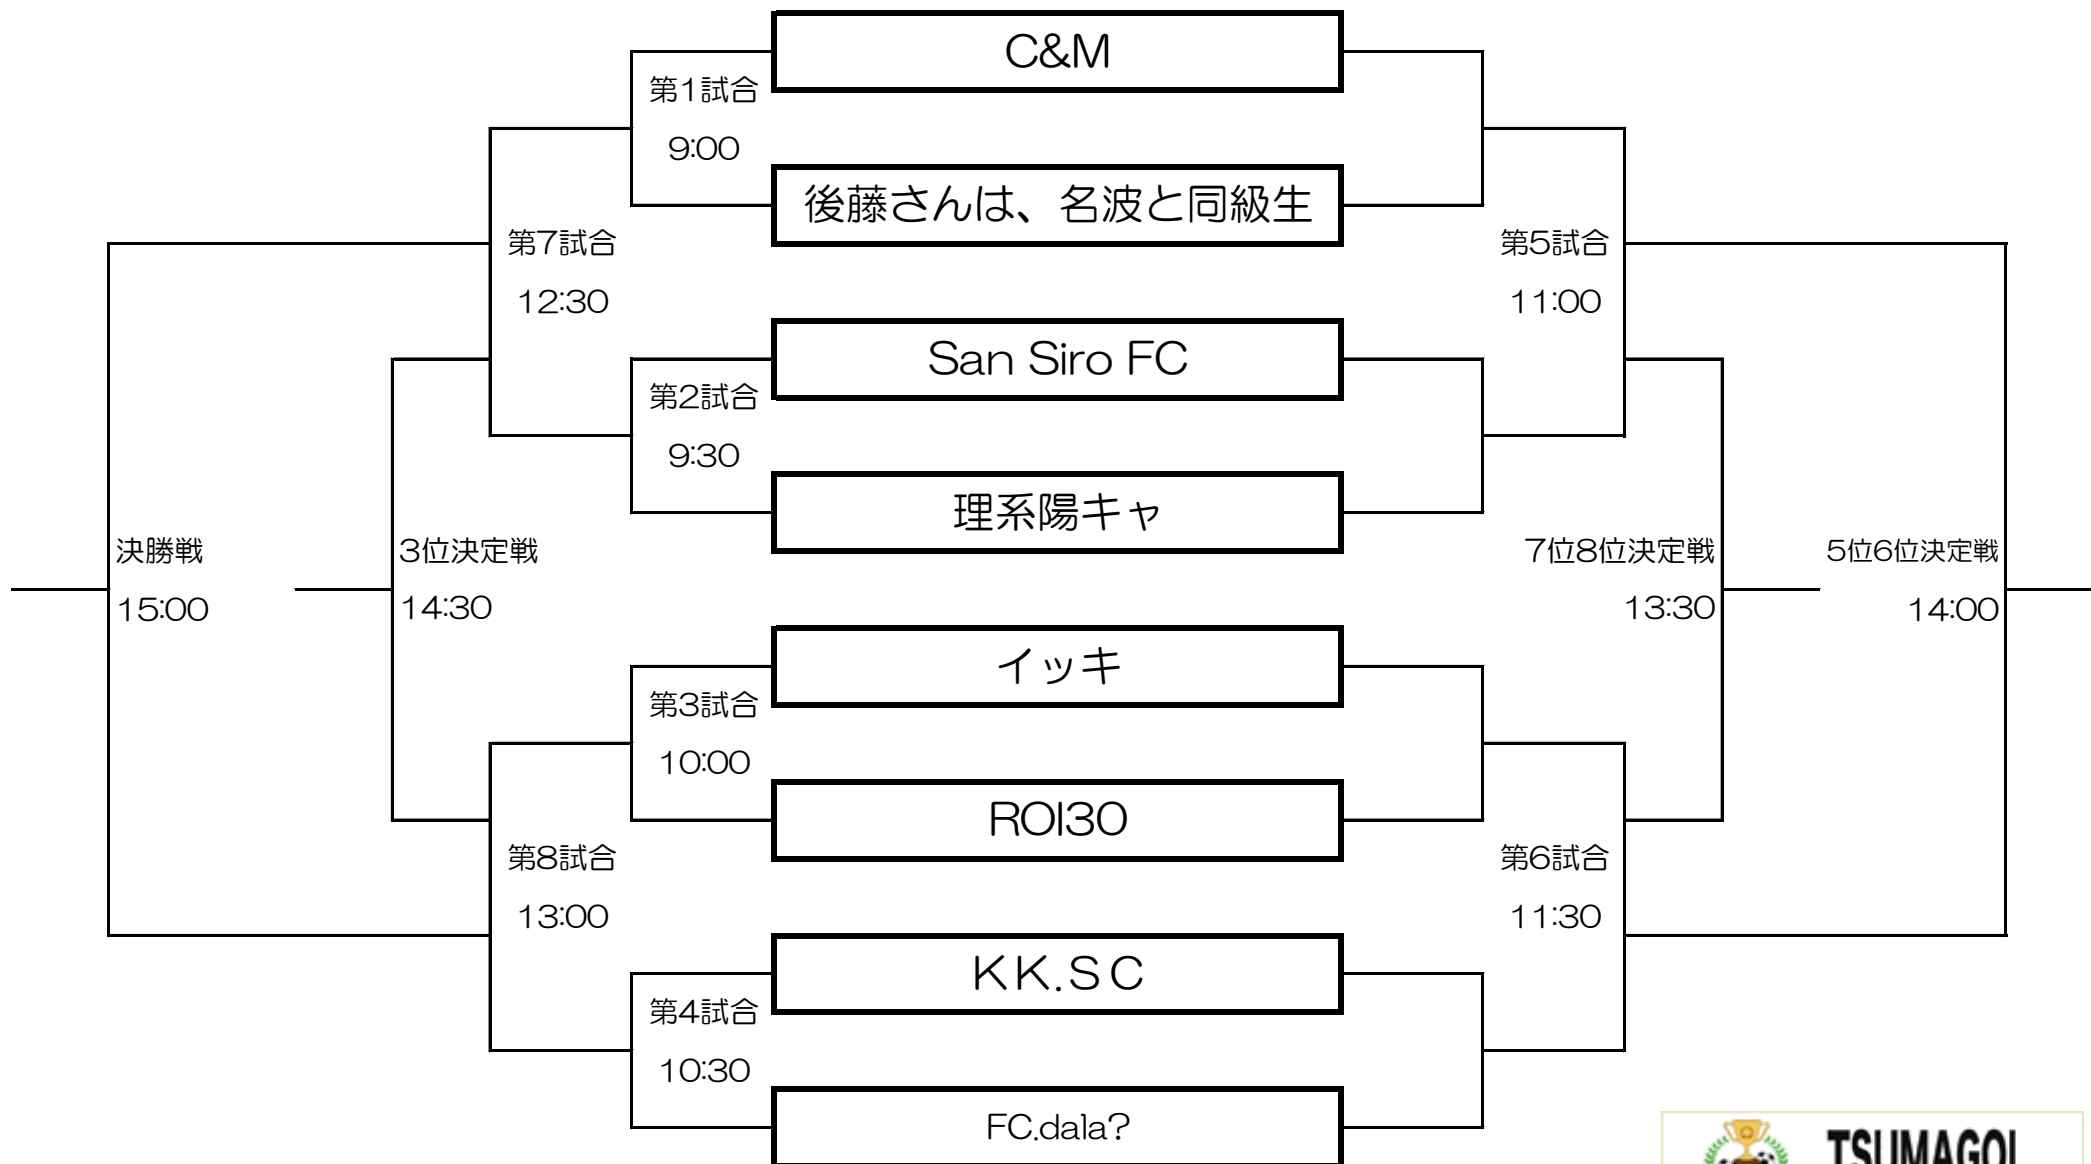 C&M
第1試合
9:00
後藤さんは、名波と同級生
第7試合
12:30
第5試合
11:00
San Siro FC
第2試合
9:30
理系陽キャ
決勝戦
15:00
3位決定戦
14:30
7位8位決定戦
13:30
5位6位決定戦
14:00
イッキ
第3試合
10:00
ROI30
第8試合
13:00
第6試合
11:30
KK.SC
第4試合
10:30
FC.dala?
TSUMAGOI